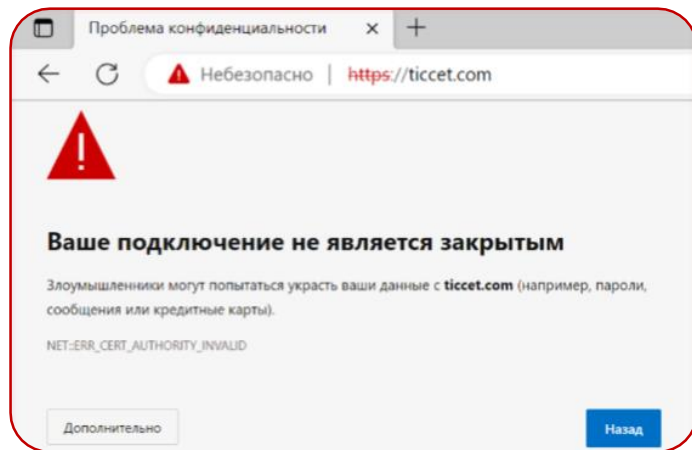 Проблема конфиденциальности
Небезопасно | https://ticcet.com
Ваше подключение не является закрытым
Злоумышленники могут попытаться украсть ваши данные с ticcet.com (например, пароли,
сообщения или кредитные карты).
NET::ERR_CERT_AUTHORITY_INVALID
Дополнительно
Назад